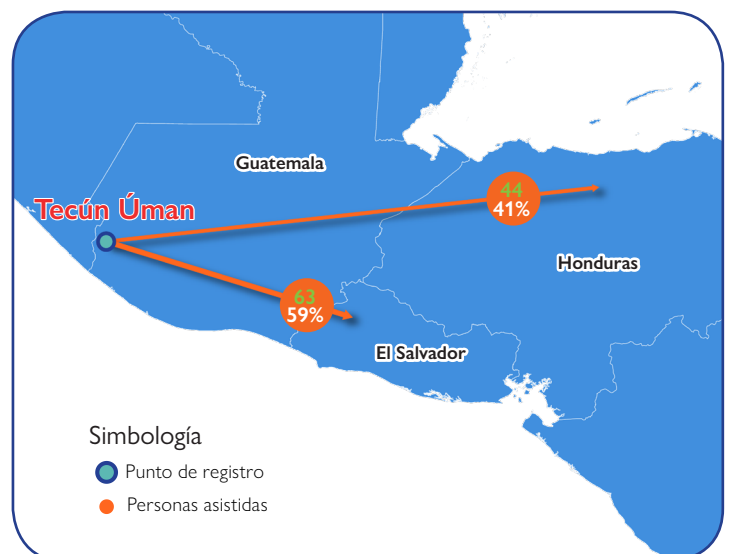 Guatemala
Tecún Úman
44
41%
Honduras
63
59%
El Salvador
Simbología
Punto de registro
Personas asistidas